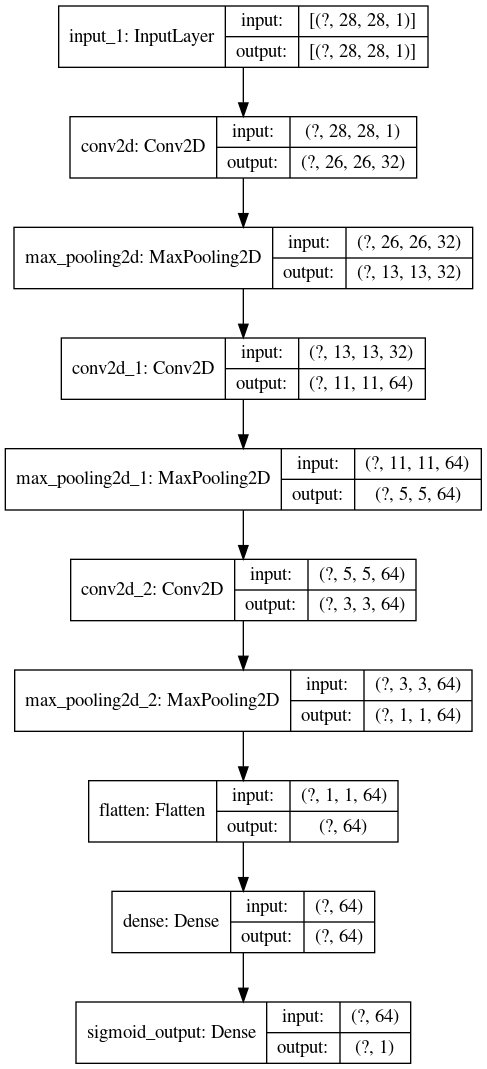 input_1: InputLayer
input: [(?, 28, 28, 1)]
output: [(?, 28, 28, 1)]
conv2d: Conv2D
input: (?, 28, 28, 1)
output: (?, 26, 26, 32)
max_pooling2d: MaxPooling2D
input: (?, 26, 26, 32)
output: (?, 13, 13, 32)
conv2d_1: Conv2D
input: (?, 13, 13, 32)
output: (?, 11, 11, 64)
max_pooling2d_1: MaxPooling2D
input: (?, 11, 11, 64)
output: (?, 5, 5, 64)
conv2d_2: Conv2D
input: (?, 5, 5, 64)
output: (?, 3, 3, 64)
max_pooling2d_2: MaxPooling2D
input: (?, 3, 3, 64)
output: (?, 1, 1, 64)
flatten: Flatten
input: (?, 1, 1, 64)
output: (?, 64)
dense: Dense
input: (?, 64)
output: (?, 64)
sigmoid_output: Dense
input: (?, 64)
output: (?, 1)